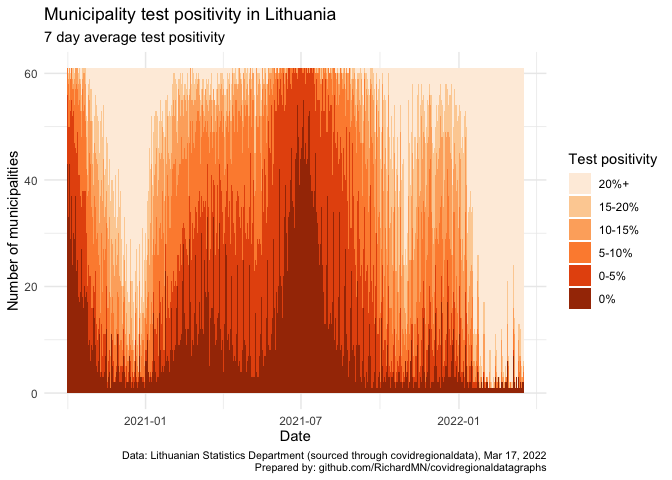 Municipality test positivity in Lithuania
7 day average test positivity
Number of municipalities
60
40
20
0
2021-01
2021-07
2022-01
Date
Test positivity
20%+
15-20%
10-15%
5-10%
0-5%
0%
Data: Lithuanian Statistics Department (sourced through covidregionaldata), Mar 17, 2022
Prepared by: github.com/RichardMN/covidregionaldatagraphs